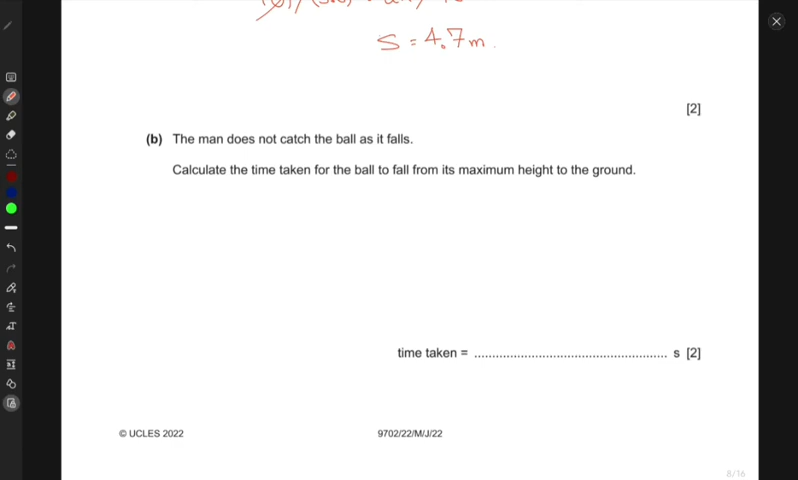 S = 4.7m.
[2]
(b) The man does not catch the ball as it falls.
Calculate the time taken for the ball to fall from its maximum height to the ground.
time taken = ........................................................ s [2]
© UCLES 2022
9702/22/M/J/22
8/16